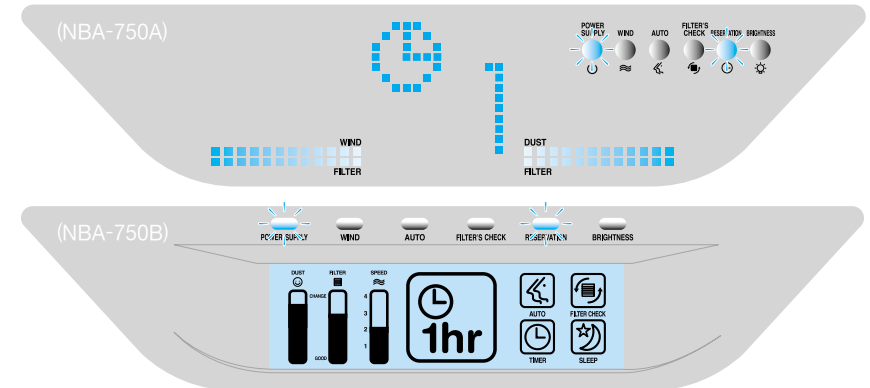 (NBA-750A)
POWER SUPPLY
WIND
AUTO
FILTER'S CHECK
RESERVATION
BRIGHTNESS
1
WIND
FILTER
DUST
FILTER
(NBA-750B)
POWER SUPPLY
WIND
AUTO
FILTER'S CHECK
RESERVATION
BRIGHTNESS
DUST
FILTER
SPEED
CHANGE
GOOD
4
3
2
1
1hr
AUTO
FILTER CHECK
TIMER
SLEEP